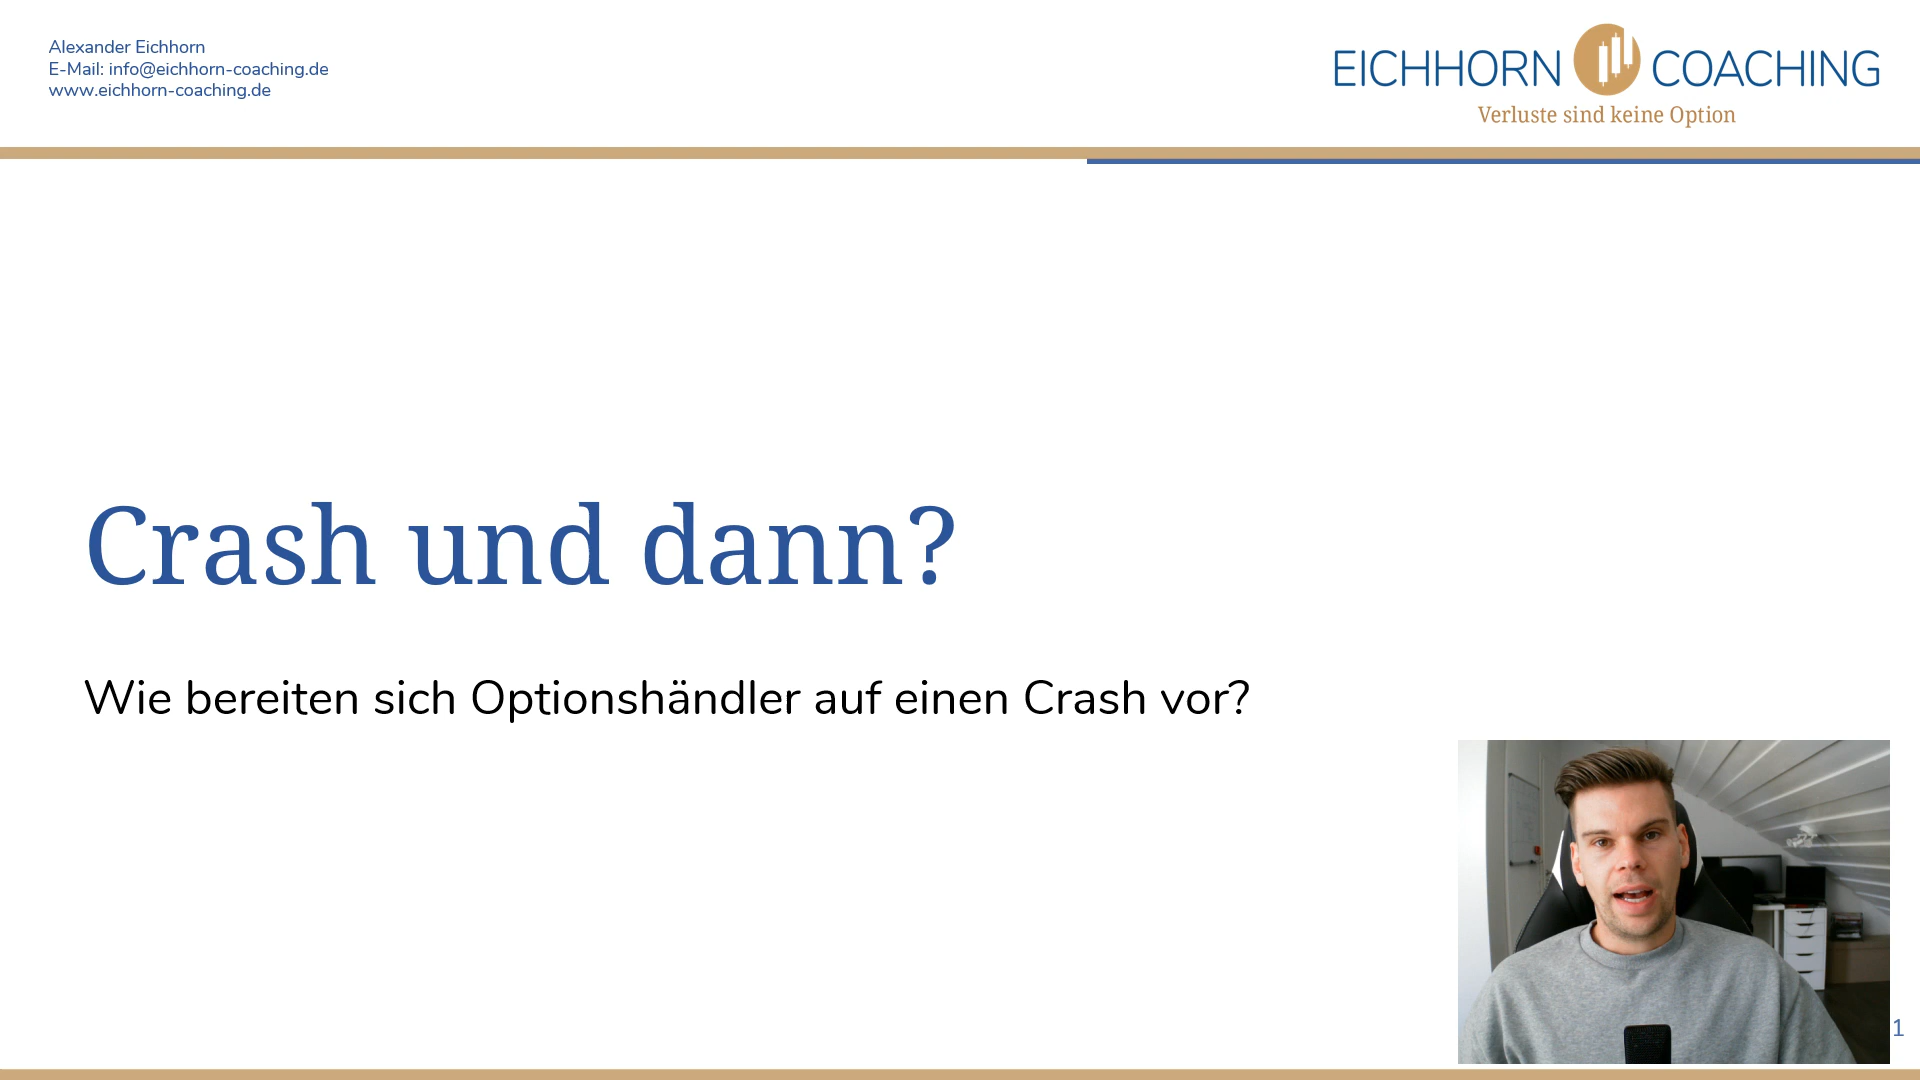 Alexander Eichhorn
E-Mail: info@eichhorn-coaching.de
www.eichhorn-coaching.de
EICHHORN COACHING
Verluste sind keine Option
Crash und dann?
Wie bereiten sich Optionshändler auf einen Crash vor?
1